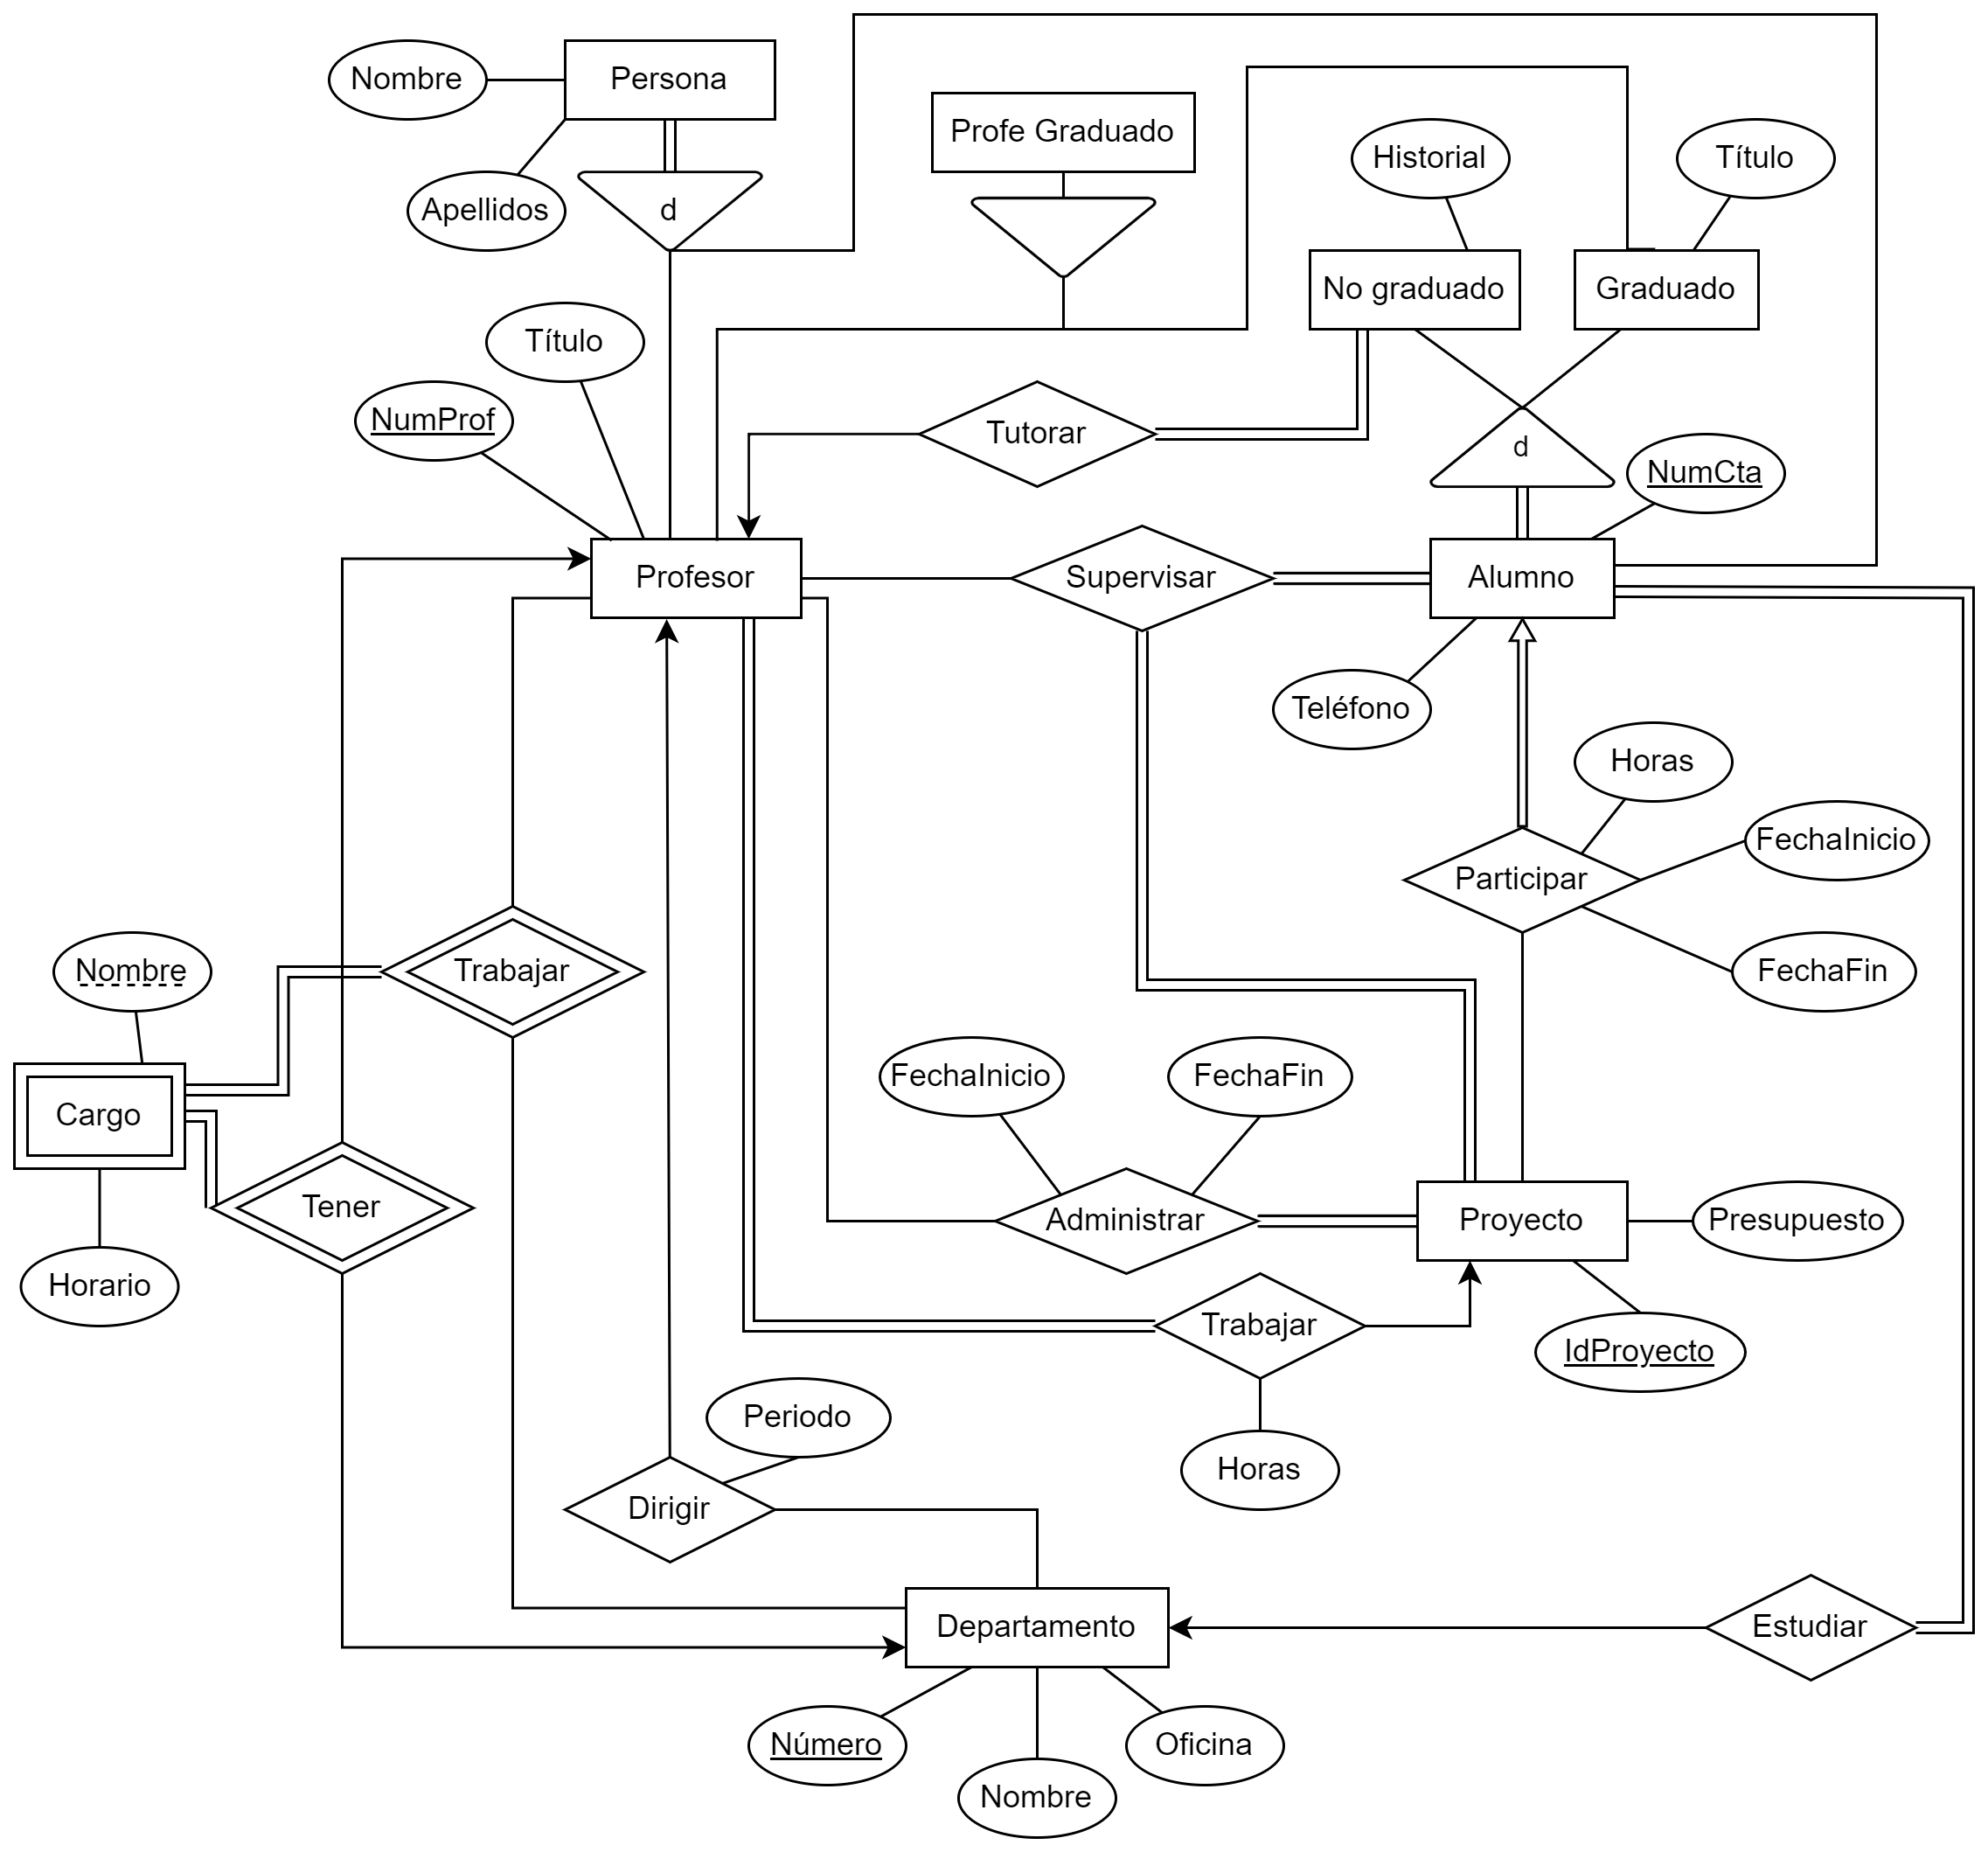 Nombre
Persona
Profe Graduado
Historial
Título
Apellidos
d
No graduado
Graduado
Título
NumProf
Tutorar
d
NumCta
Profesor
Supervisar
Alumno
Teléfono
Horas
FechaInicio
Participar
FechaFin
Nombre
Trabajar
Cargo
FechaInicio
FechaFin
Tener
Administrar
Proyecto
Presupuesto
Horario
Trabajar
IdProyecto
Periodo
Horas
Dirigir
Departamento
Estudiar
Número
Oficina
Nombre